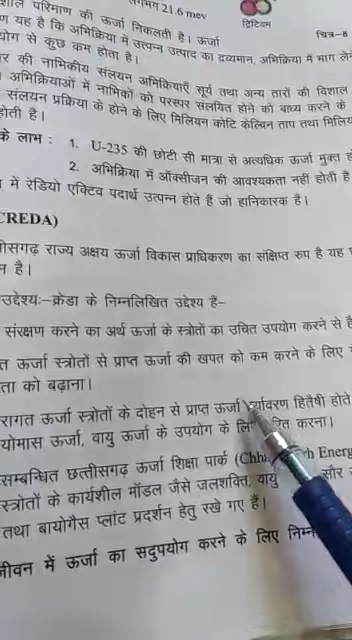 शाल परिमाण की ऊर्जा निकलती है। ऊर्जा
21.6 mev
ट्रिटियम
ण यह है कि अभिक्रिया में उत्पन्न उत्पाद का द्रव्यमान, अभिक्रिया में भाग लेने
चित्र-8
योग से कुछ कम होता है।
र की नाभिकीय संलयन अभिक्रियाएँ सूर्य तथा अन्य तारों की विशाल
अभिक्रियाओं में नाभिकों को परस्पर संलयित होने को बाध्य करने के
संलयन प्रक्रिया के होने के लिए मिलियन कोटि केल्विन ताप तथा मिलिय
होती है।
के लाभ : 1. U-235 की छोटी सी मात्रा से अत्यधिक ऊर्जा मुक्त ह
2. अभिक्रिया में ऑक्सीजन की आवश्यकता नहीं होती है
में रेडियो एक्टिव पदार्थ उत्पन्न होते हैं जो हानिकारक है।
CREDA)
ीसगढ़ राज्य अक्षय ऊर्जा विकास प्राधिकरण का संक्षिप्त रुप है यह
न है।
उद्देश्यः-क्रेडा के निम्नलिखित उद्देश्य हैं-
संरक्षण करने का अर्थ ऊर्जा के स्त्रोतों का उचित उपयोग करने से है
त ऊर्जा स्त्रोतों से प्राप्त ऊर्जा की खपत को कम करने के लिए
ता को बढ़ाना।
रागत ऊर्जा स्त्रोतों के दोहन से प्राप्त ऊर्जा र्यावरण हितैषी होते
योमास ऊर्जा, वायु ऊर्जा के उपयोग के लि रित करना।
सम्बन्धित छत्तीसगढ़ ऊर्जा शिक्षा पार्क (Chh h Energ
स्त्रोतों के कार्यशील मॉडल जैसे जलशक्ति, वायु सौर
तथा बायोगैस प्लांट प्रदर्शन हेतु रखे गए हैं।
जीवन में ऊर्जा का सदुपयोग करने के लिए निम्न